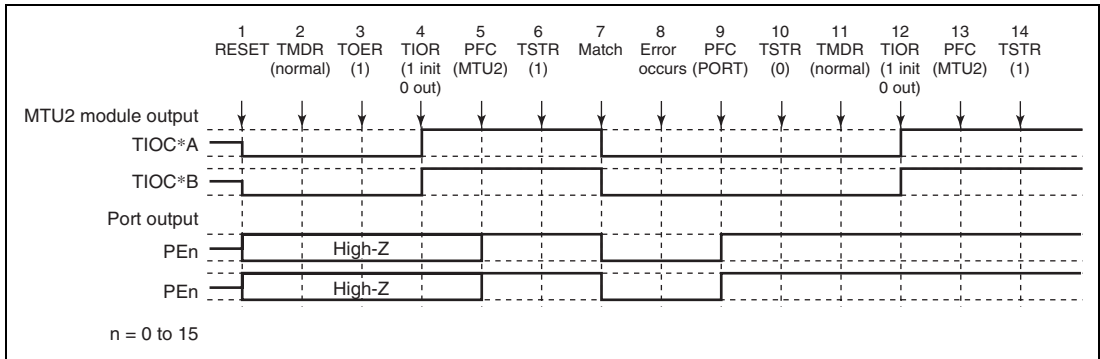 1 2 3 4 5 6 7 8 9 10 11 12 13 14
RESET TMDR TOER TIOR PFC TSTR Match Error PFC TSTR TMDR TIOR PFC TSTR
(normal) (1) (1 init (MTU2) (1) occurs (PORT) (0) (normal) (1 init (MTU2) (1)
0 out) 0 out)
MTU2 module output
TIOC*A
TIOC*B
Port output
PEn High-Z
PEn High-Z
n = 0 to 15